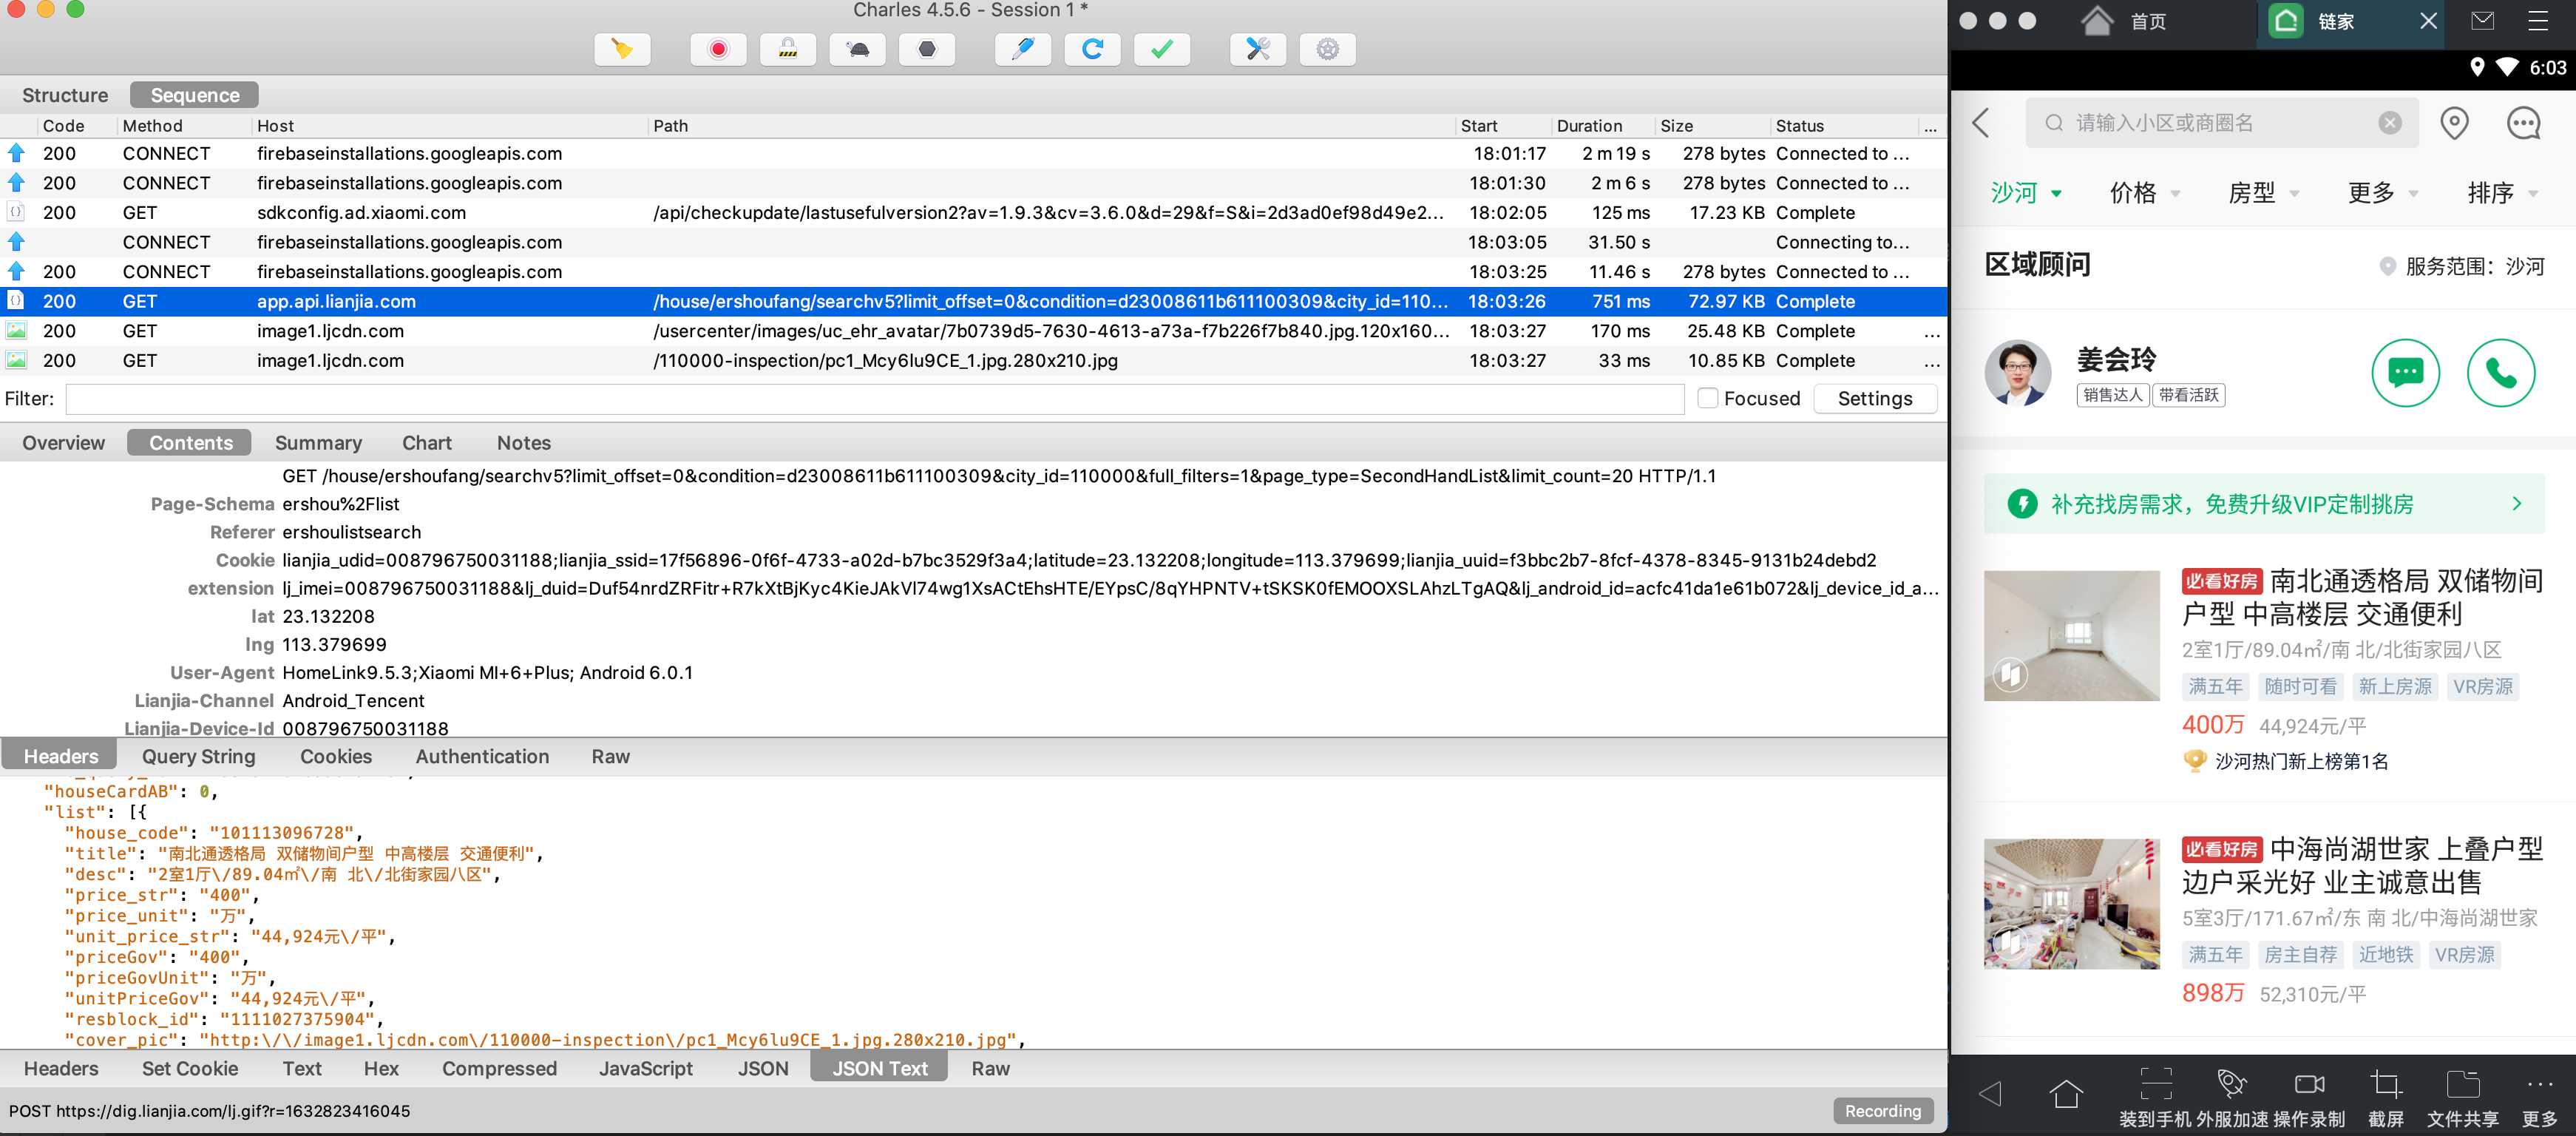 Charles 4.5.6 - Session 1 *
Structure Sequence
Code Method Host Path Start Duration Size Status ...
200 CONNECT firebaseinstallations.googleapis.com 18:01:17 2 m 19 s 278 bytes Connected to ...
200 CONNECT firebaseinstallations.googleapis.com 18:01:30 2 m 6 s 278 bytes Connected to ...
200 GET sdkconfig.ad.xiaomi.com /api/checkupdate/lastusefulversion2?av=1.9.3&cv=3.6.0&d=29&f=S&i=2d3ad0ef98d49e2... 18:02:05 125 ms 17.23 KB Complete
CONNECT firebaseinstallations.googleapis.com 18:03:05 31.50 s Connecting to...
200 CONNECT firebaseinstallations.googleapis.com 18:03:25 11.46 s 278 bytes Connected to ...
200 GET app.api.lianjia.com /house/ershoufang/searchv5?limit_offset=0&condition=d23008611b611100309&city_id=110... 18:03:26 751 ms 72.97 KB Complete
200 GET image1.ljcdn.com /usercenter/images/uc_ehr_avatar/7b0739d5-7630-4613-a73a-f7b226f7b840.jpg.120x160... 18:03:27 170 ms 25.48 KB Complete ...
200 GET image1.ljcdn.com /110000-inspection/pc1_Mcy6lu9CE_1.jpg.280x210.jpg 18:03:27 33 ms 10.85 KB Complete ...
Filter: Focused Settings
Overview Contents Summary Chart Notes
GET /house/ershoufang/searchv5?limit_offset=0&condition=d23008611b611100309&city_id=110000&full_filters=1&page_type=SecondHandList&limit_count=20 HTTP/1.1
Page-Schema ershou%2Flist
Referer ershoulistsearch
Cookie lianjia_udid=008796750031188;lianjia_ssid=17f56896-0f6f-4733-a02d-b7bc3529f3a4;latitude=23.132208;longitude=113.379699;lianjia_uuid=f3bbc2b7-8fcf-4378-8345-9131b24debd2
extension lj_imei=008796750031188&lj_duid=Duf54nrdZRFitr+R7kXtBjKyc4KieJAkVl74wg1XsACtEhsHTE/EYpsC/8qYHPNTV+tSKSK0fEMOOXSLAhzLTgAQ&lj_android_id=acfc41da1e61b072&lj_device_id_a...
lat 23.132208
lng 113.379699
User-Agent HomeLink9.5.3;Xiaomi MI+6+Plus; Android 6.0.1
Lianjia-Channel Android_Tencent
Lianjia-Device-Id 008796750031188
Headers Query String Cookies Authentication Raw
"houseCardAB": 0,
"list": [{
"house_code": "101113096728",
"title": "南北通透格局 双储物间户型 中高楼层 交通便利",
"desc": "2室1厅\/89.04㎡\/南 北\/北街家园八区",
"price_str": "400",
"price_unit": "万",
"unit_price_str": "44,924元\/平",
"priceGov": "400",
"priceGovUnit": "万",
"unitPriceGov": "44,924元\/平",
"resblock_id": "1111027375904",
"cover_pic": "http:\/\/image1.ljcdn.com\/110000-inspection\/pc1_Mcy6lu9CE_1.jpg.280x210.jpg",
Headers Set Cookie Text Hex Compressed JavaScript JSON JSON Text Raw
POST https://dig.lianjia.com/lj.gif?r=1632823416045 Recording
首页 链家
6:03
请输入小区或商圈名
沙河 价格 房型 更多 排序
区域顾问 服务范围：沙河
姜会玲
销售达人 带看活跃
补充找房需求，免费升级VIP定制挑房
必看好房 南北通透格局 双储物间
户型 中高楼层 交通便利
2室1厅/89.04㎡/南 北/北街家园八区
满五年 随时可看 新上房源 VR房源
400万 44,924元/平
沙河热门新上榜第1名
必看好房 中海尚湖世家 上叠户型
边户采光好 业主诚意出售
5室3厅/171.67㎡/东 南 北/中海尚湖世家
满五年 房主自荐 近地铁 VR房源
898万 52,310元/平
装到手机 外服加速 操作录制 截屏 文件共享 更多